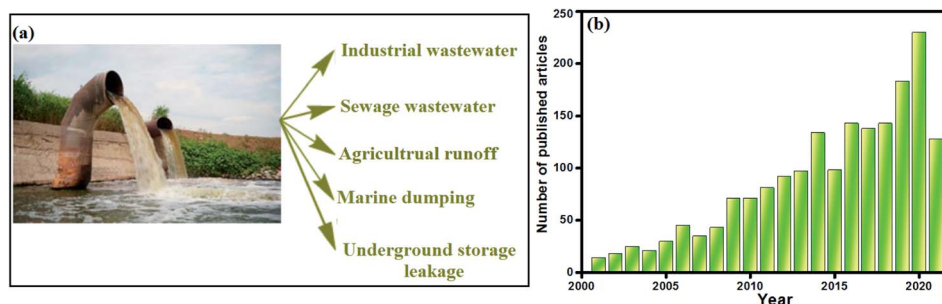 (a)
Industrial wastewater
Sewage wastewater
Agricultrual runoff
Marine dumping
Underground storage
leakage
(b)
Number of published articles
250
200
150
100
50
0
2000
2005
2010
2015
2020
Year